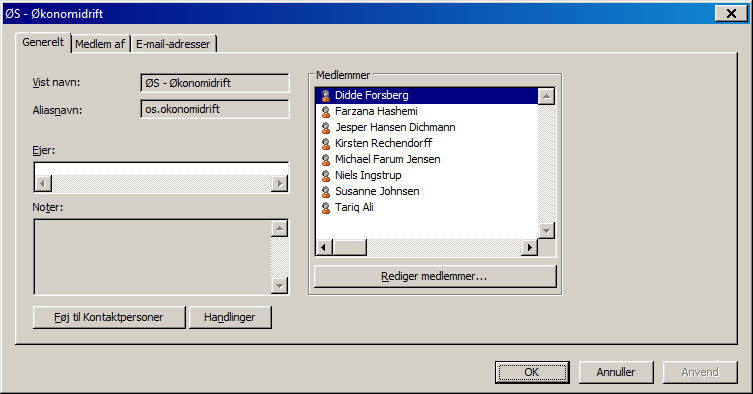 ØS - Økonomidrift
Generelt
Medlem af
E-mail-adresser
Vist navn:
ØS - Økonomidrift
Aliasnavn:
os.okonomidrift
Ejer:
Noter:
Føj til Kontaktpersoner
Handlinger
Medlemmer
Didde Forsberg
Farzana Hashemi
Jesper Hansen Dichmann
Kirsten Rechendorff
Michael Farum Jensen
Niels Ingstrup
Susanne Johnsen
Tariq Ali
Rediger medlemmer...
OK
Annuller
Anvend